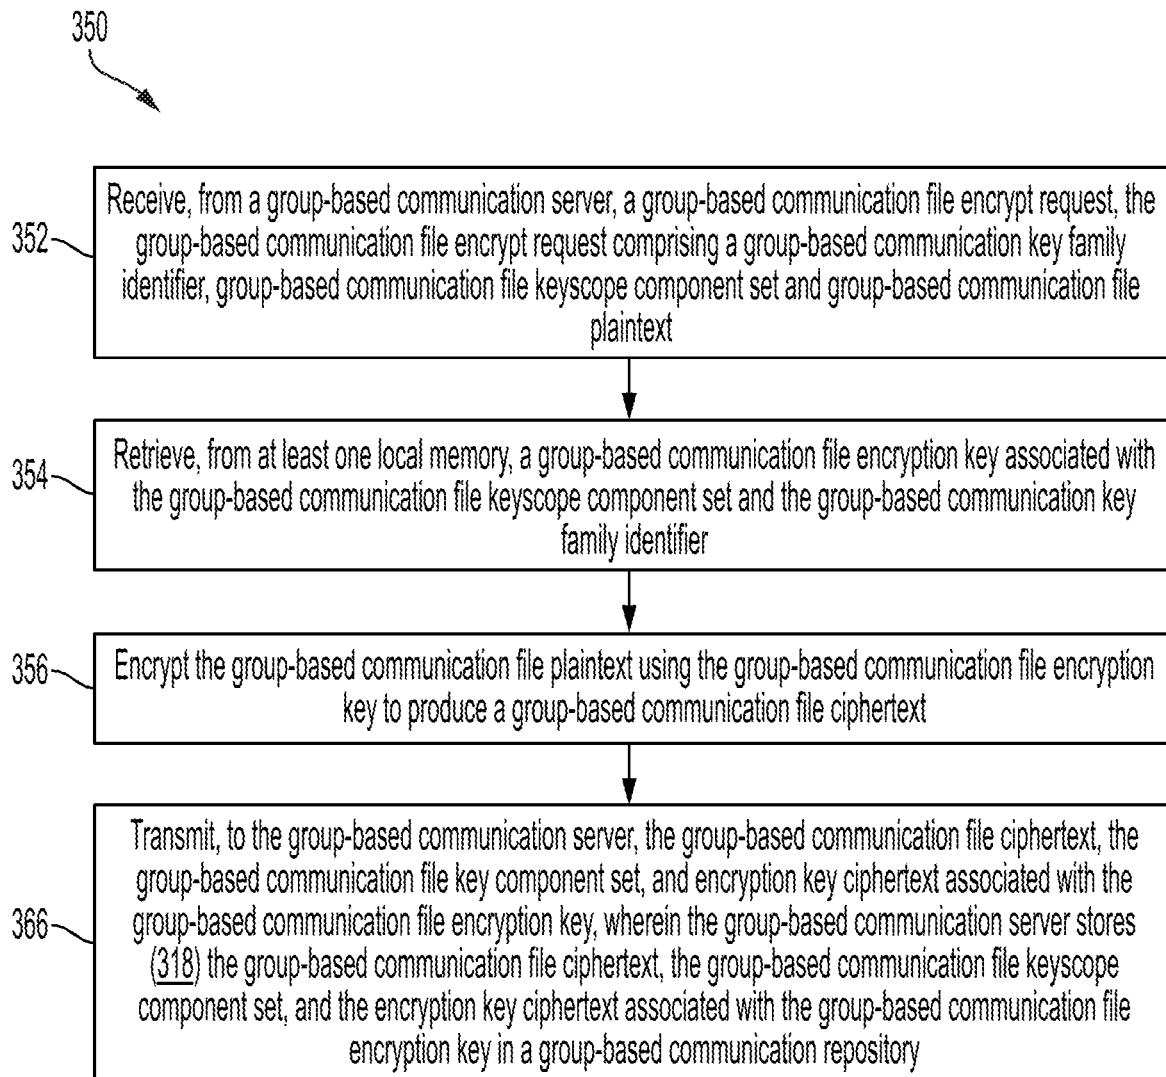 350
352
Receive, from a group-based communication server, a group-based communication file encrypt request, the
group-based communication file encrypt request comprising a group-based communication key family
identifier, group-based communication file keyscope component set and group-based communication file
plaintext
354
Retrieve, from at least one local memory, a group-based communication file encryption key associated with
the group-based communication file keyscope component set and the group-based communication key
family identifier
356
Encrypt the group-based communication file plaintext using the group-based communication file encryption
key to produce a group-based communication file ciphertext
366
Transmit, to the group-based communication server, the group-based communication file ciphertext, the
group-based communication file key component set, and encryption key ciphertext associated with the
group-based communication file encryption key, wherein the group-based communication server stores
(318) the group-based communication file ciphertext, the group-based communication file keyscope
component set, and the encryption key ciphertext associated with the group-based communication file
encryption key in a group-based communication repository